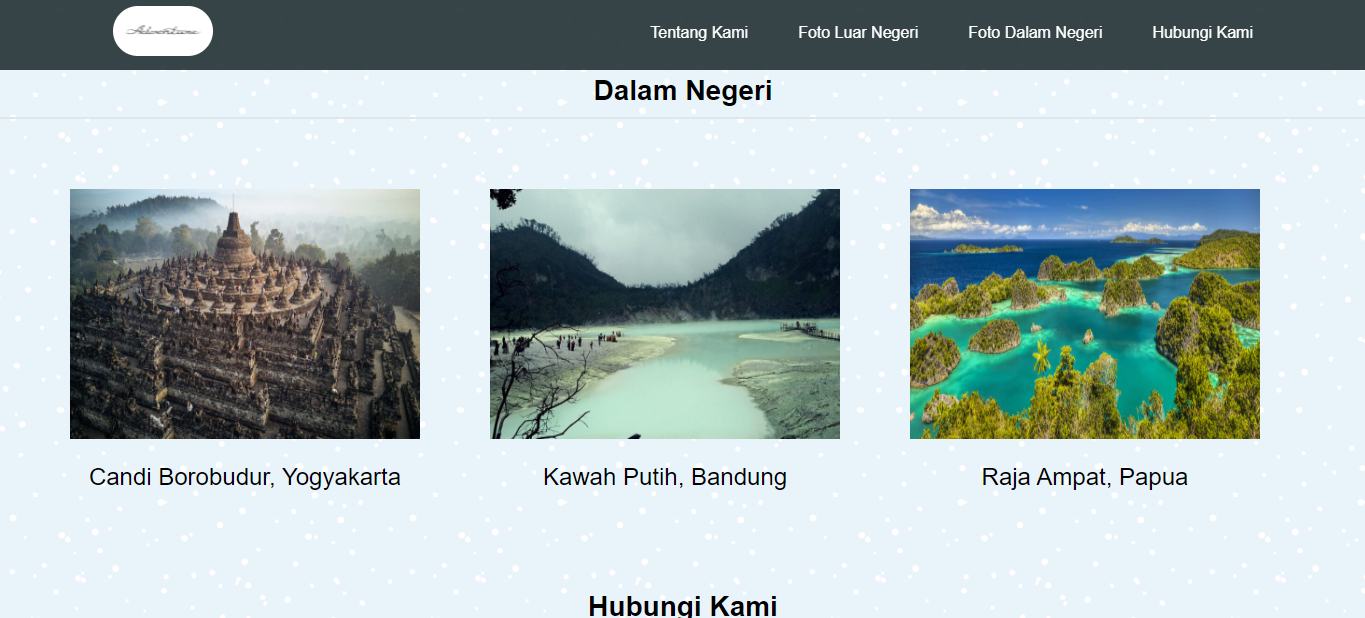 Adventure
Tentang Kami
Foto Luar Negeri
Foto Dalam Negeri
Hubungi Kami
Dalam Negeri
Candi Borobudur, Yogyakarta
Kawah Putih, Bandung
Raja Ampat, Papua
Hubungi Kami